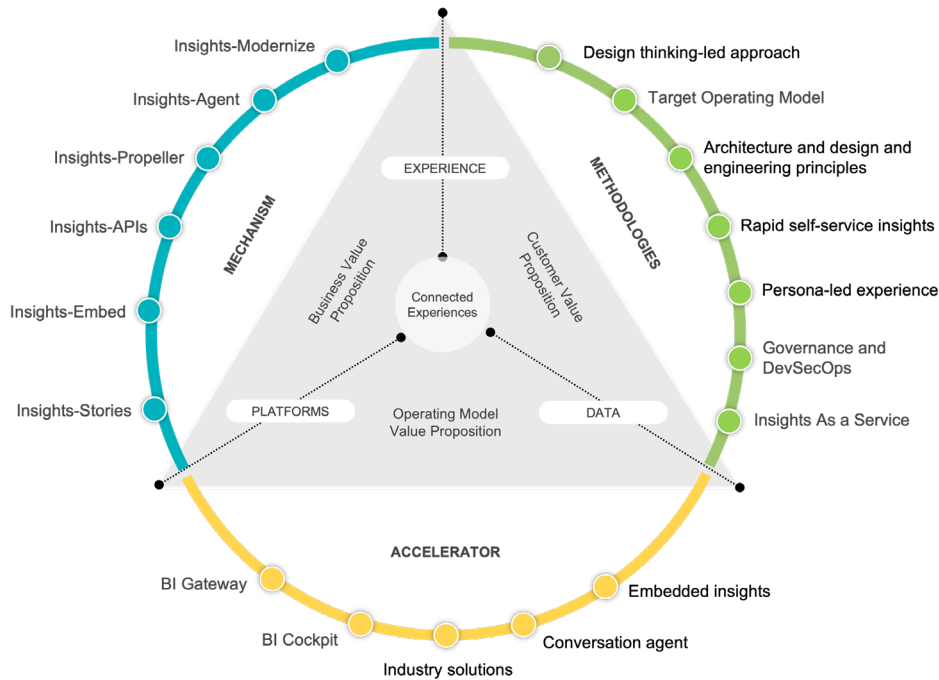 Insights-Modernize
Insights-Agent
Insights-Propeller
Insights-APIs
Insights-Embed
Insights-Stories
MECHANISM
Design thinking-led approach
Target Operating Model
Architecture and design and
engineering principles
Rapid self-service insights
Persona-led experience
Governance and
DevSecOps
Insights As a Service
METHODOLOGIES
EXPERIENCE
Business Value
Proposition
Customer Value
Proposition
Connected
Experiences
PLATFORMS
Operating Model
Value Proposition
DATA
ACCELERATOR
BI Gateway
BI Cockpit
Industry solutions
Conversation agent
Embedded insights